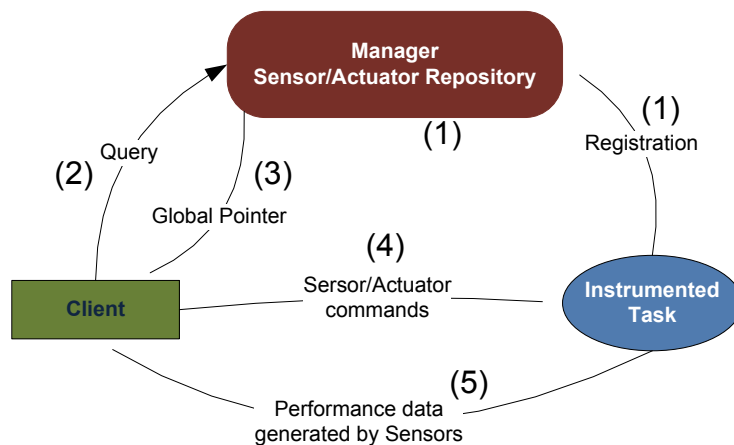 Manager
Sensor/Actuator Repository
(1)
(1)
Registration
(2)
Query
(3)
Global Pointer
(4)
Sersor/Actuator
commands
Client
Instrumented
Task
(5)
Performance data
generated by Sensors